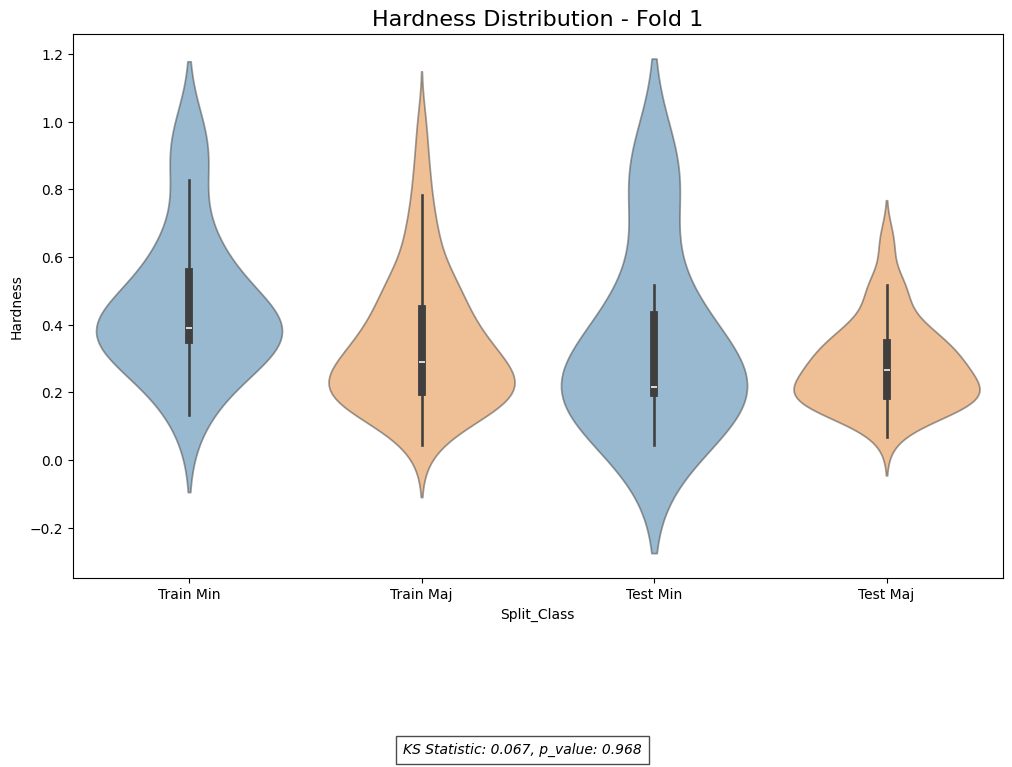 Hardness Distribution - Fold 1
1.2
1.0
0.8
0.6
0.4
0.2
0.0
−0.2
Hardness
Train Min
Train Maj
Test Min
Test Maj
Split_Class
KS Statistic: 0.067, p_value: 0.968